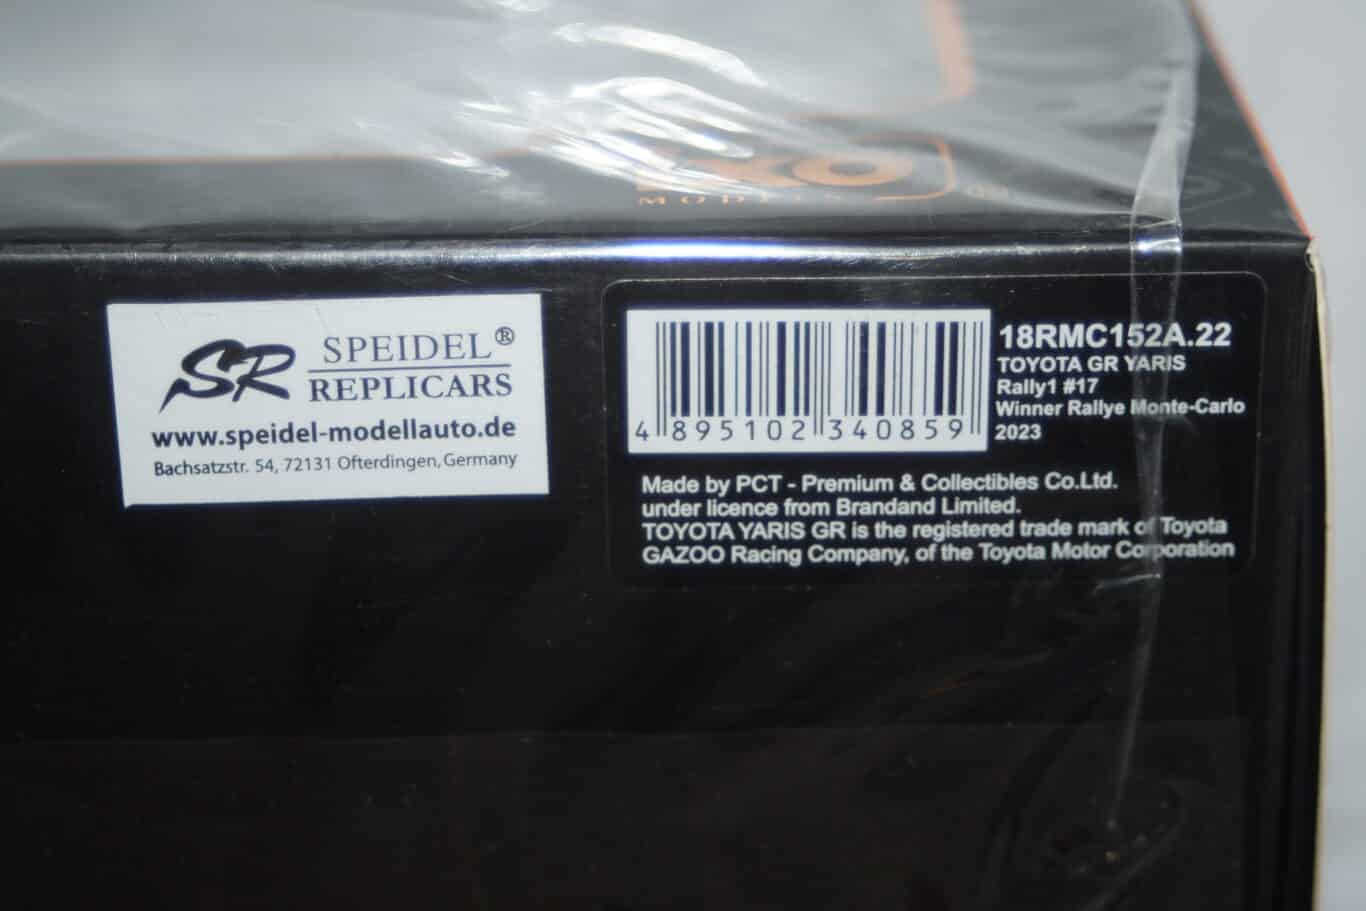 IXO
MODELS
SR
SPEIDEL®
REPLICARS
www.speidel-modellauto.de
Bachsatzstr. 54, 72131 Ofterdingen, Germany
4 895102 340859
18RMC152A.22
TOYOTA GR YARIS
Rally1 #17
Winner Rallye Monte-Carlo
2023
Made by PCT - Premium & Collectibles Co.Ltd.
under licence from Brandand Limited.
TOYOTA YARIS GR is the registered trade mark of Toyota
GAZOO Racing Company, of the Toyota Motor Corporation